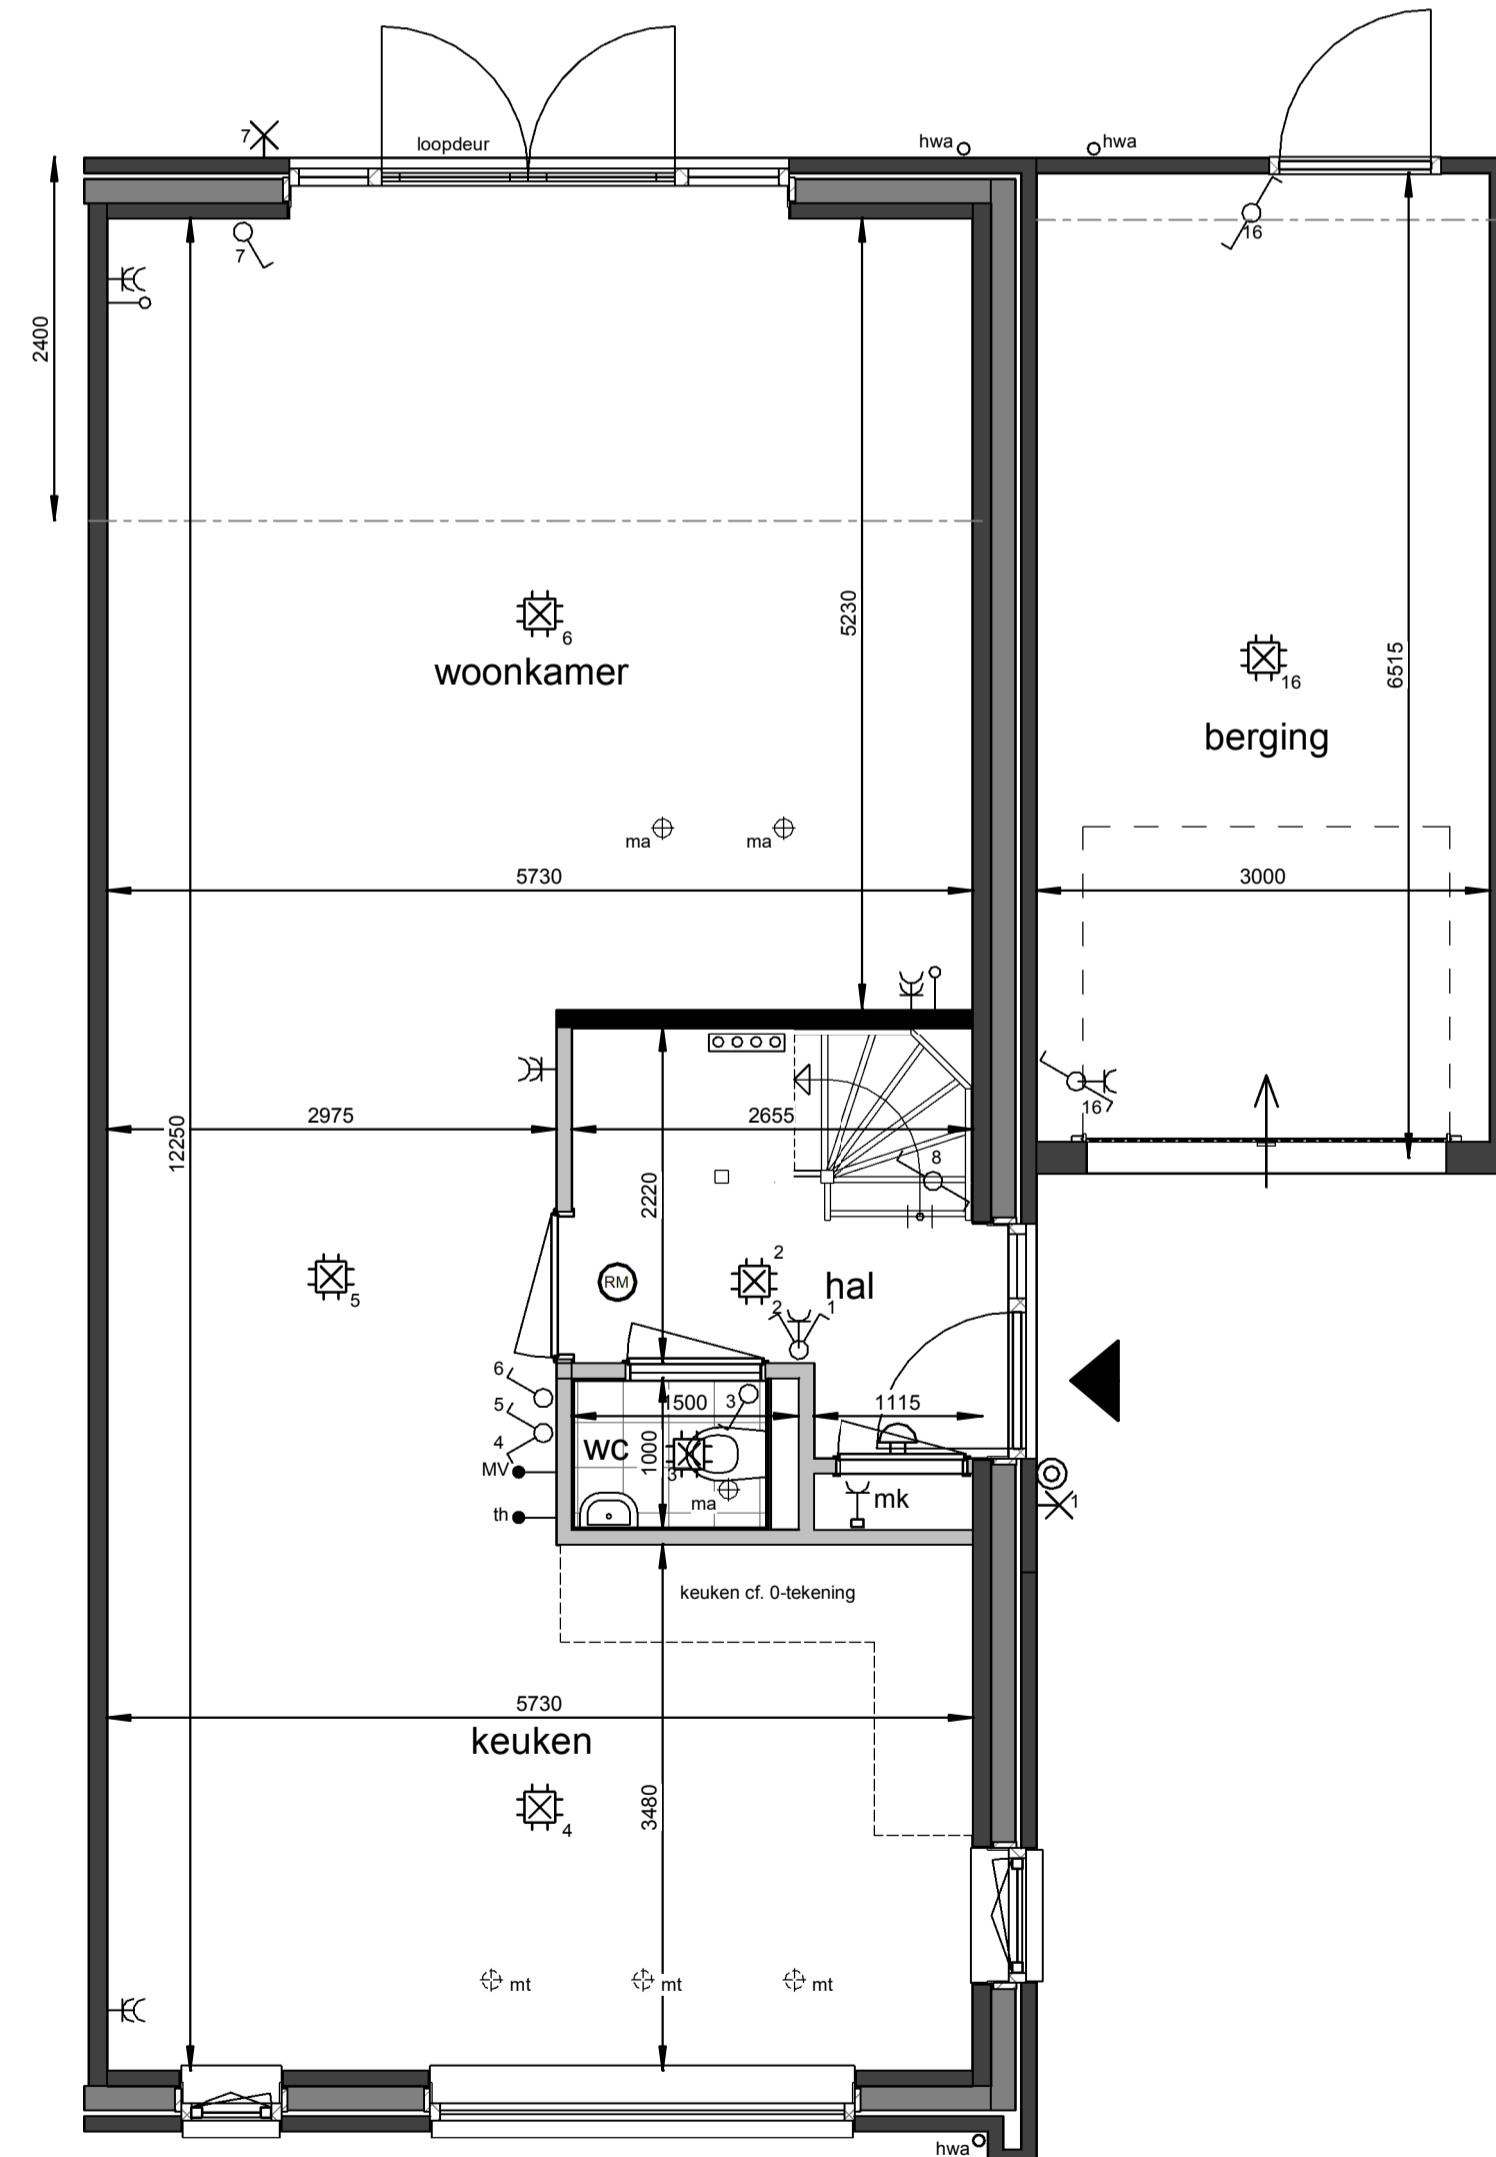 7
loopdeur
hwa
hwa
7
16
2400
6
woonkamer
5230
16
6515
berging
ma
ma
5730
3000
16
2975
2655
12250
8
2220
5
RM
2
hal
2
1
6
5
4
MV
th
1500
3
1115
wc
1000
3
ma
mk
1
keuken cf. 0-tekening
5730
keuken
3480
4
mt
mt
mt
hwa